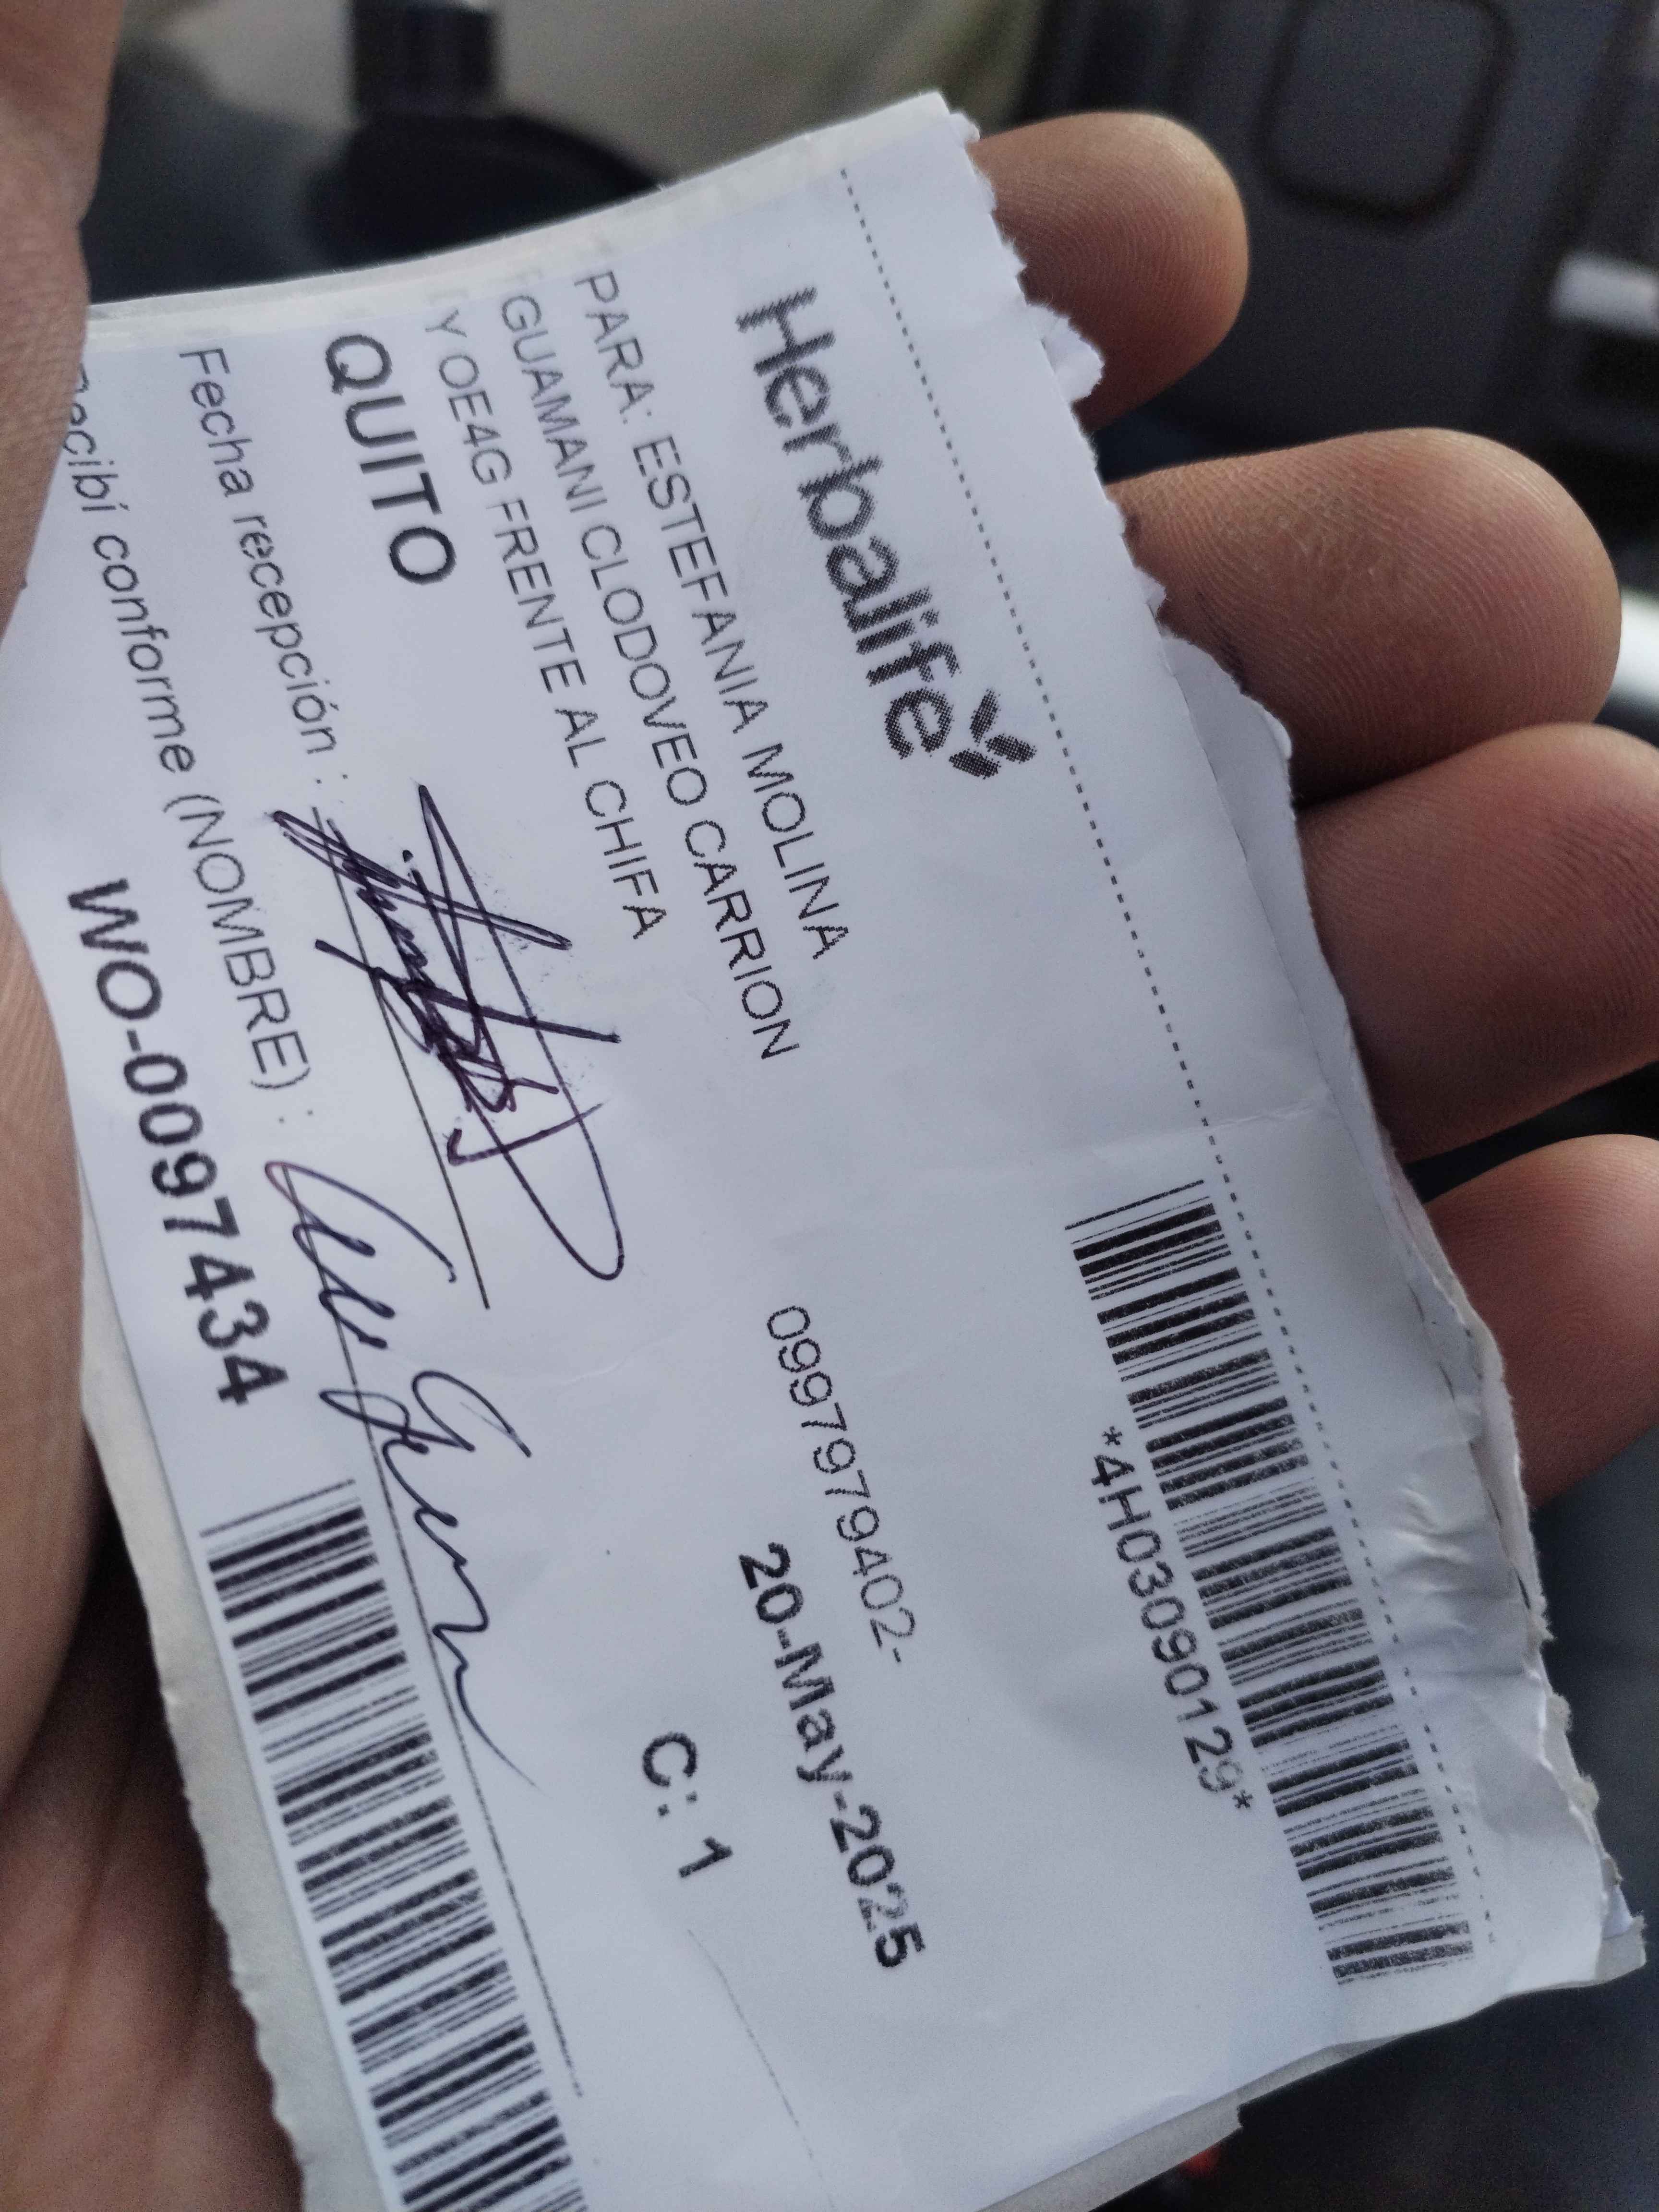 *4H03090129*
Herbalife
PARA: ESTEFANIA MOLINA
0997979402-
GUAMANI CLODOVEO CARRION
20-May-2025
Y OE4G FRENTE AL CHIFA
QUITO
C: 1
Fecha recepción :
Recibí conforme (NOMBRE) :
WO-00974434